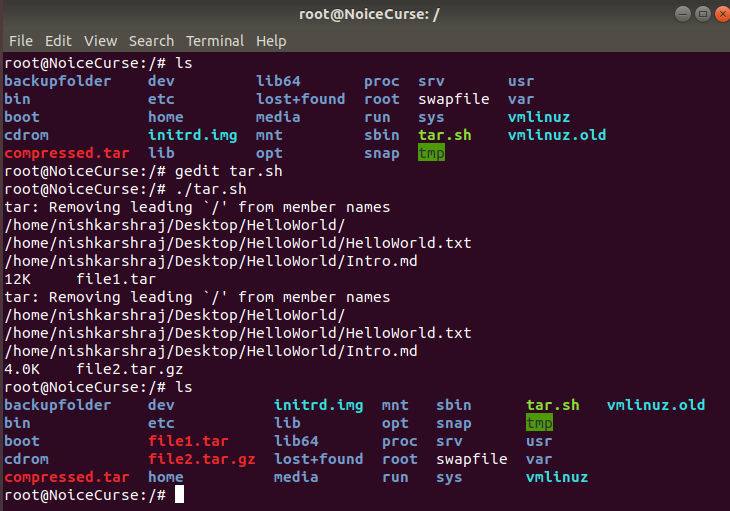 root@NoiceCurse: /
File Edit View Search Terminal Help
root@NoiceCurse:/# ls
backupfolder dev lib64 proc srv usr
bin etc lost+found root swapfile var
boot home media run sys vmlinuz
cdrom initrd.img mnt sbin tar.sh vmlinuz.old
compressed.tar lib opt snap tmp
root@NoiceCurse:/# gedit tar.sh
root@NoiceCurse:/# ./tar.sh
tar: Removing leading `/' from member names
/home/nishkarshraj/Desktop/HelloWorld/
/home/nishkarshraj/Desktop/HelloWorld/HelloWorld.txt
/home/nishkarshraj/Desktop/HelloWorld/Intro.md
12K file1.tar
tar: Removing leading `/' from member names
/home/nishkarshraj/Desktop/HelloWorld/
/home/nishkarshraj/Desktop/HelloWorld/HelloWorld.txt
/home/nishkarshraj/Desktop/HelloWorld/Intro.md
4.0K file2.tar.gz
root@NoiceCurse:/# ls
backupfolder dev initrd.img mnt sbin tar.sh vmlinuz.old
bin etc lib opt snap tmp
boot file1.tar lib64 proc srv usr
cdrom file2.tar.gz lost+found root swapfile var
compressed.tar home media run sys vmlinuz
root@NoiceCurse:/#